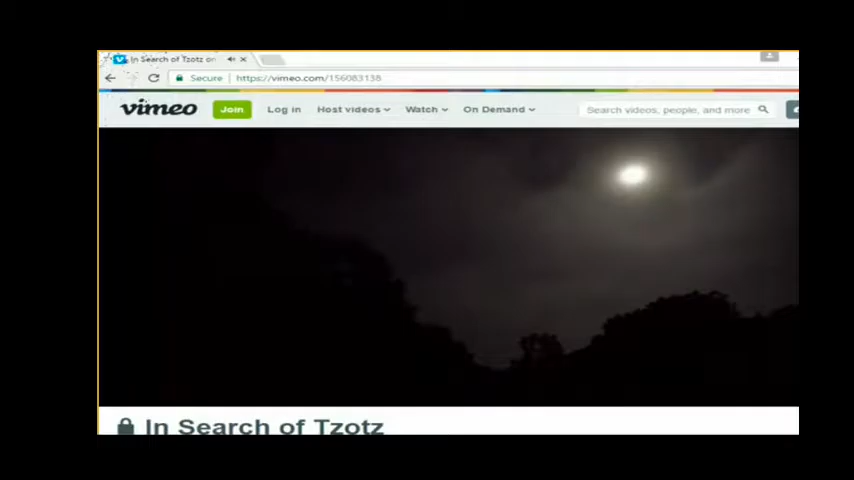 In Search of Tzotz on
Secure https://vimeo.com/156083138
vimeo Join Log in Host videos Watch On Demand Search videos, people, and more
In Search of Tzotz